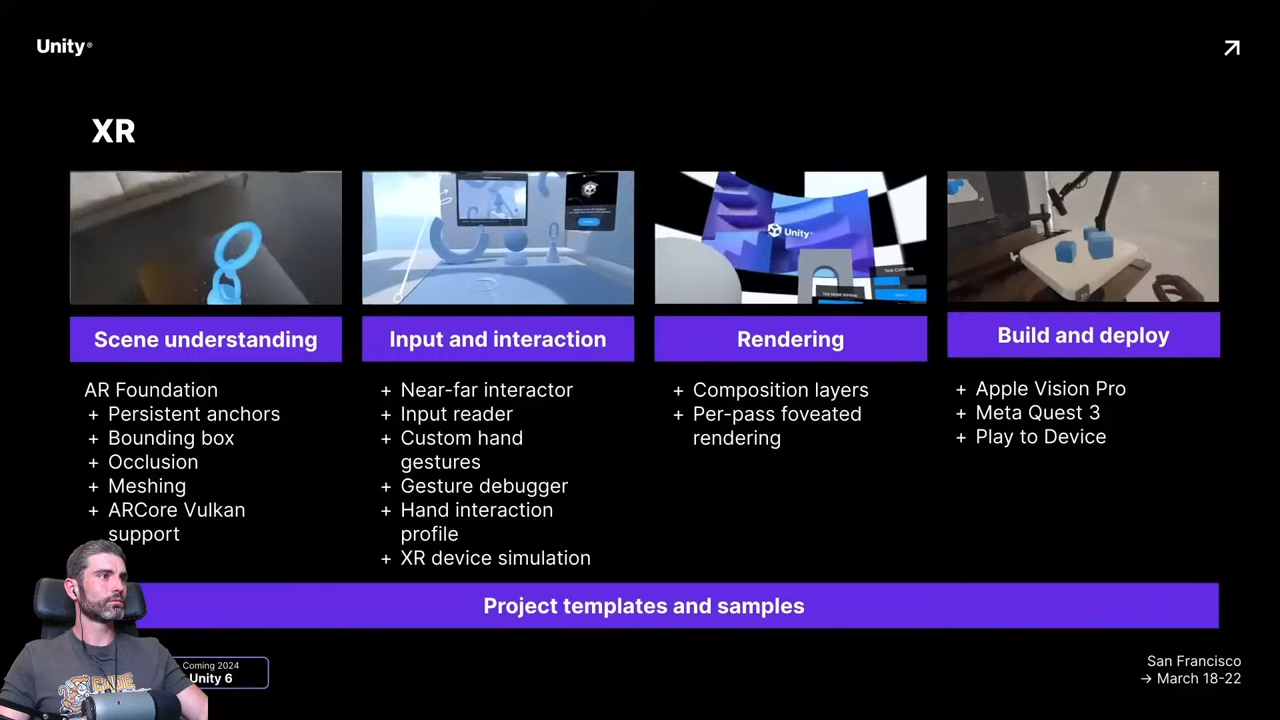 Unity®
XR
Unity
Scene understanding
Input and interaction
Rendering
Build and deploy
AR Foundation
+ Persistent anchors
+ Bounding box
+ Occlusion
+ Meshing
+ ARCore Vulkan
support
+ Near-far interactor
+ Input reader
+ Custom hand
gestures
+ Gesture debugger
+ Hand interaction
profile
+ XR device simulation
+ Composition layers
+ Per-pass foveated
rendering
+ Apple Vision Pro
+ Meta Quest 3
+ Play to Device
Project templates and samples
Coming 2024
Unity 6
San Francisco
→ March 18-22